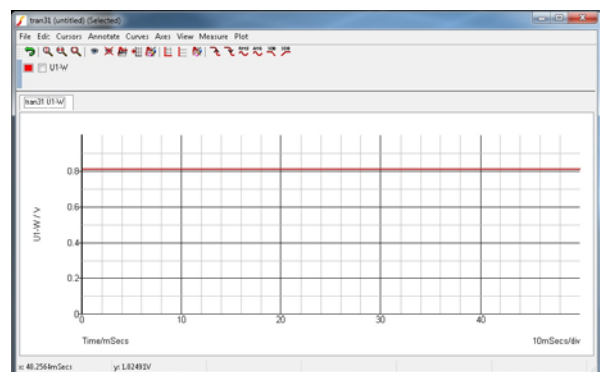 tran31 (untitled) (Selected)
File Edit Cursors Annotate Curves Axes View Measure Plot
U1-W
tran31 U1-W
U1-W / V
0.8
0.6
0.4
0.2
0
0 10 20 30 40
Time/mSecs 10mSecs/div
x: 48.2564mSecs y: 1.02491V